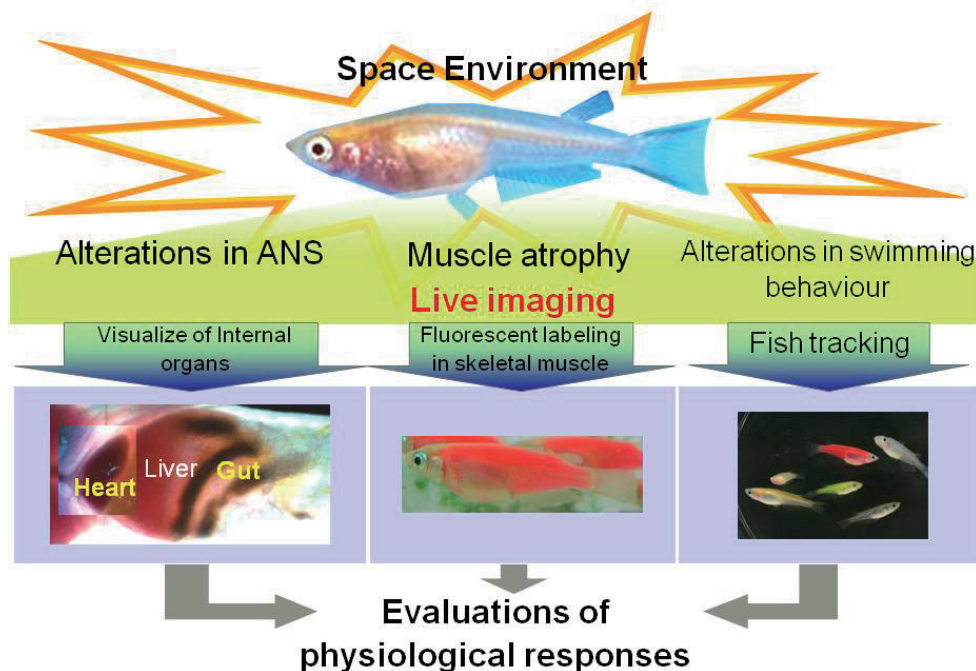 Space Environment
Alterations in ANS
Muscle atrophy
Live imaging
Alterations in swimming
behaviour
Visualize of Internal
organs
Fluorescent labeling
in skeletal muscle
Fish tracking
Heart
Liver
Gut
Evaluations of
physiological responses